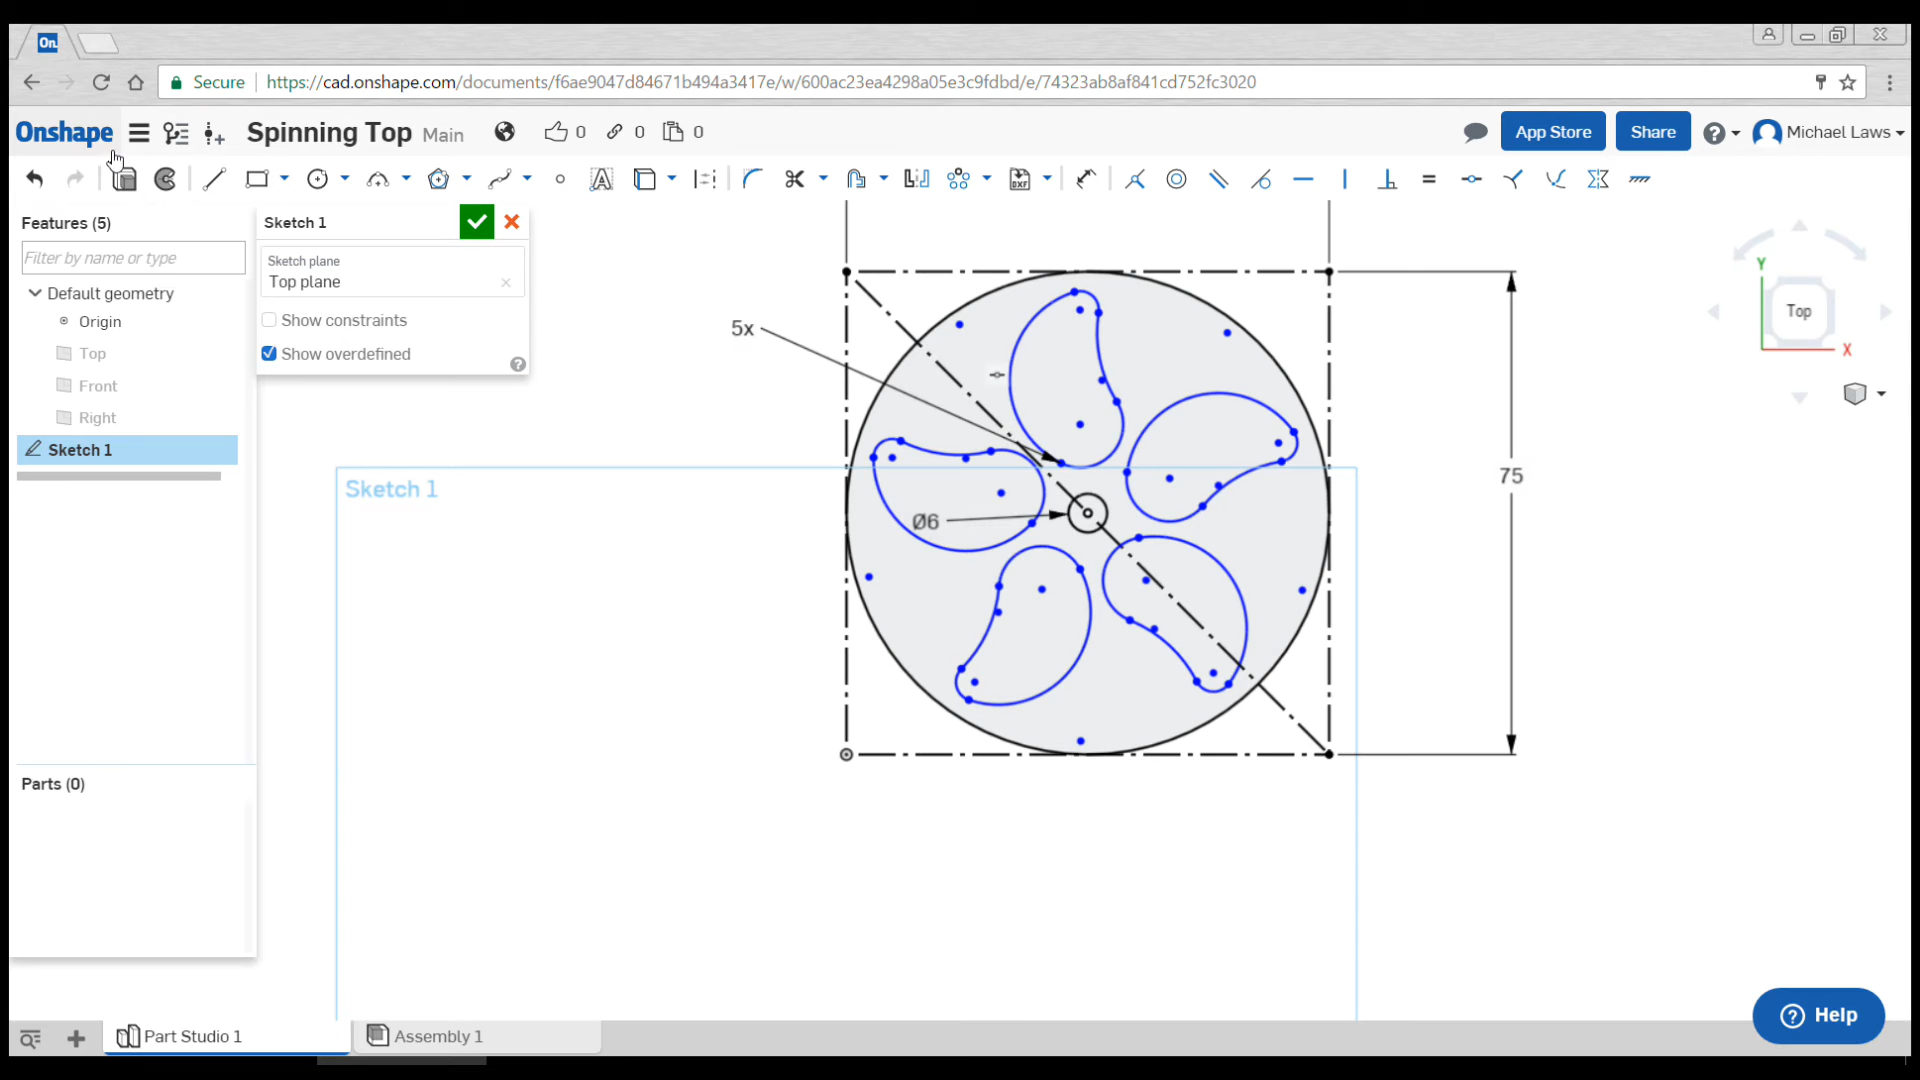 On
Secure https://cad.onshape.com/documents/f6ae9047d84671b494a3417e/w/600ac23ea4298a05e3c9fdbd/e/74323ab8af841cd752fc3020
Onshape Spinning Top Main 0 0 0 App Store Share Michael Laws
A DXF
Features (5)
Filter by name or type
Default geometry
Origin
Top
Front
Right
Sketch 1
Parts (0)
Sketch 1
Sketch plane
Top plane
Show constraints
Show overdefined
5x
Ø6
75
Sketch 1
Y
Top
X
Help
Part Studio 1 Assembly 1